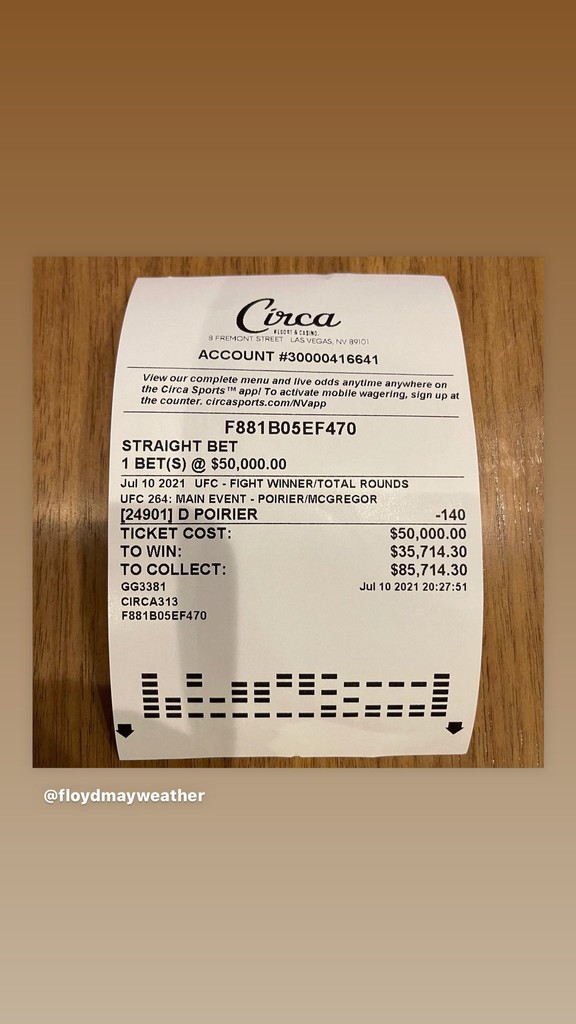 Circa
RESORT & CASINO.
8 FREMONT STREET LAS VEGAS, NV 89101
ACCOUNT #30000416641
View our complete menu and live odds anytime anywhere on
the Circa Sports™ app! To activate mobile wagering, sign up at
the counter. circasports.com/NVapp
F881B05EF470
STRAIGHT BET
1 BET(S) @ $50,000.00
Jul 10 2021 UFC - FIGHT WINNER/TOTAL ROUNDS
UFC 264: MAIN EVENT - POIRIER/MCGREGOR
[24901] D POIRIER -140
TICKET COST: $50,000.00
TO WIN: $35,714.30
TO COLLECT: $85,714.30
GG3381 Jul 10 2021 20:27:51
CIRCA313
F881B05EF470
@floydmayweather